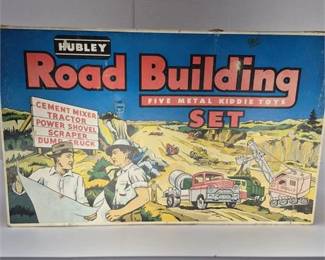 HUBLEY
Road Building
FIVE METAL KIDDIE TOYS
SET
CEMENT MIXER
TRACTOR
POWER SHOVEL
SCRAPER
DUMP TRUCK